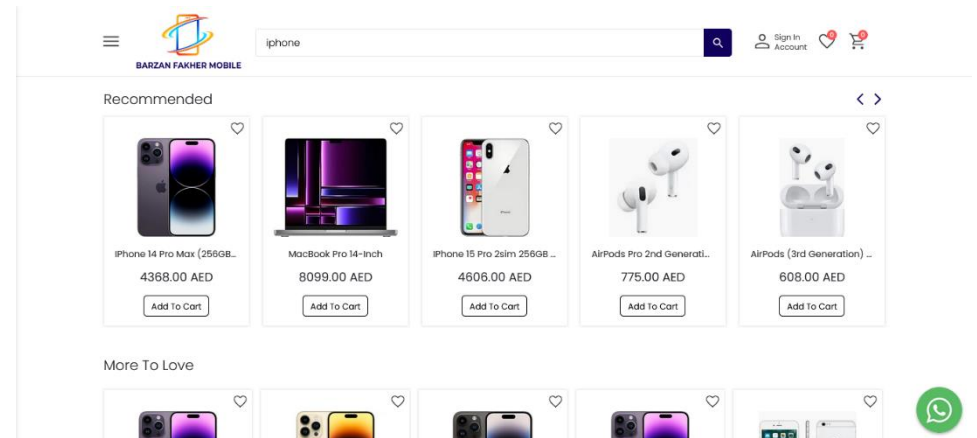 iphone
Sign In
Account
0
0
BARZAN FAKHER MOBILE
Recommended
IPhone 14 Pro Max (256GB...
4368.00 AED
Add To Cart
MacBook Pro 14-Inch
8099.00 AED
Add To Cart
IPhone 15 Pro 2sim 256GB ...
4606.00 AED
Add To Cart
AirPods Pro 2nd Generati...
775.00 AED
Add To Cart
AirPods (3rd Generation) ...
608.00 AED
Add To Cart
More To Love